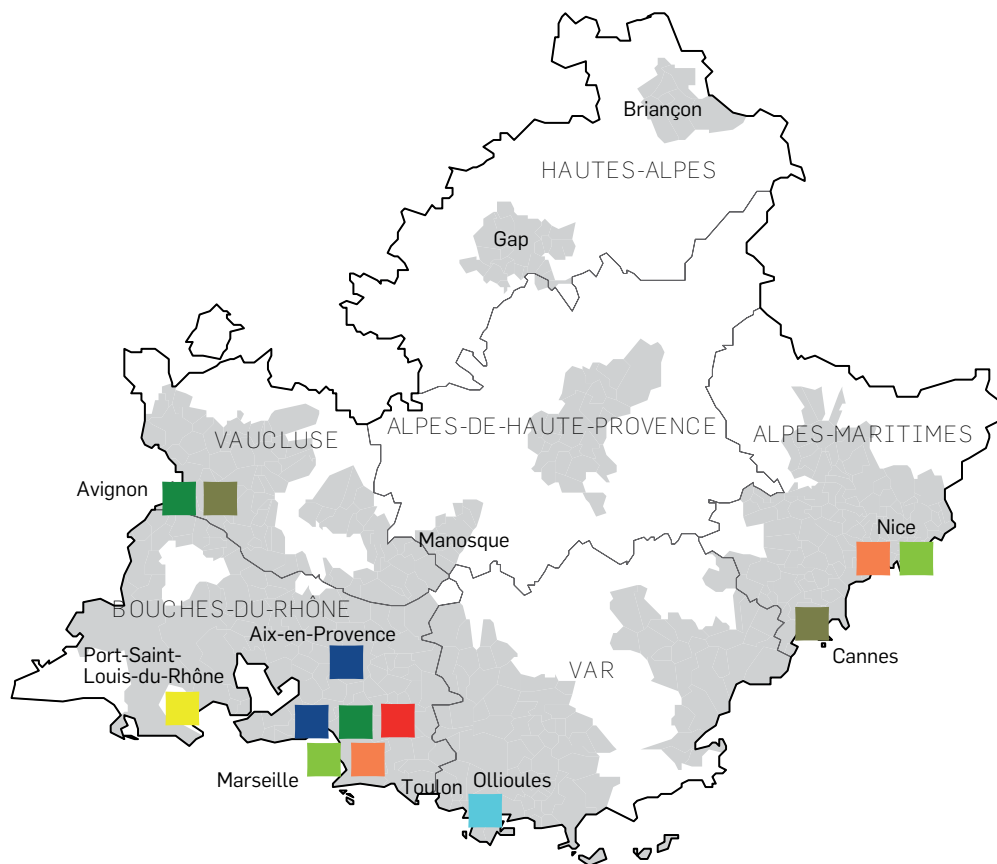 Briançon
HAUTES-ALPES
Gap
ALPES-DE-HAUTE-PROVENCE
VAUCLUSE
ALPES-MARITIMES
Avignon
Manosque
Nice
BOUCHES-DU-RHÔNE
Aix-en-Provence
Port-Saint-
Louis-du-Rhône
VAR
Cannes
Marseille
Toulon
Ollioules